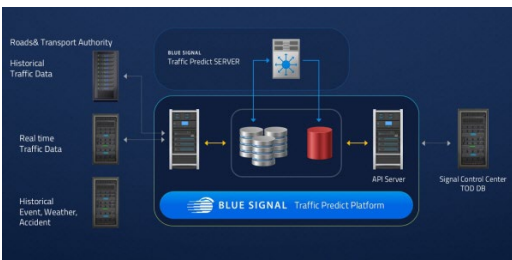 Roads& Transport Authority
Historical
Traffic Data
BLUE SIGNAL
Traffic Predict SERVER
Real time
Traffic Data
API Server
Signal Control Center
TOD DB
Historical
Event, Weather,
Accident
BLUE SIGNAL Traffic Predict Platform